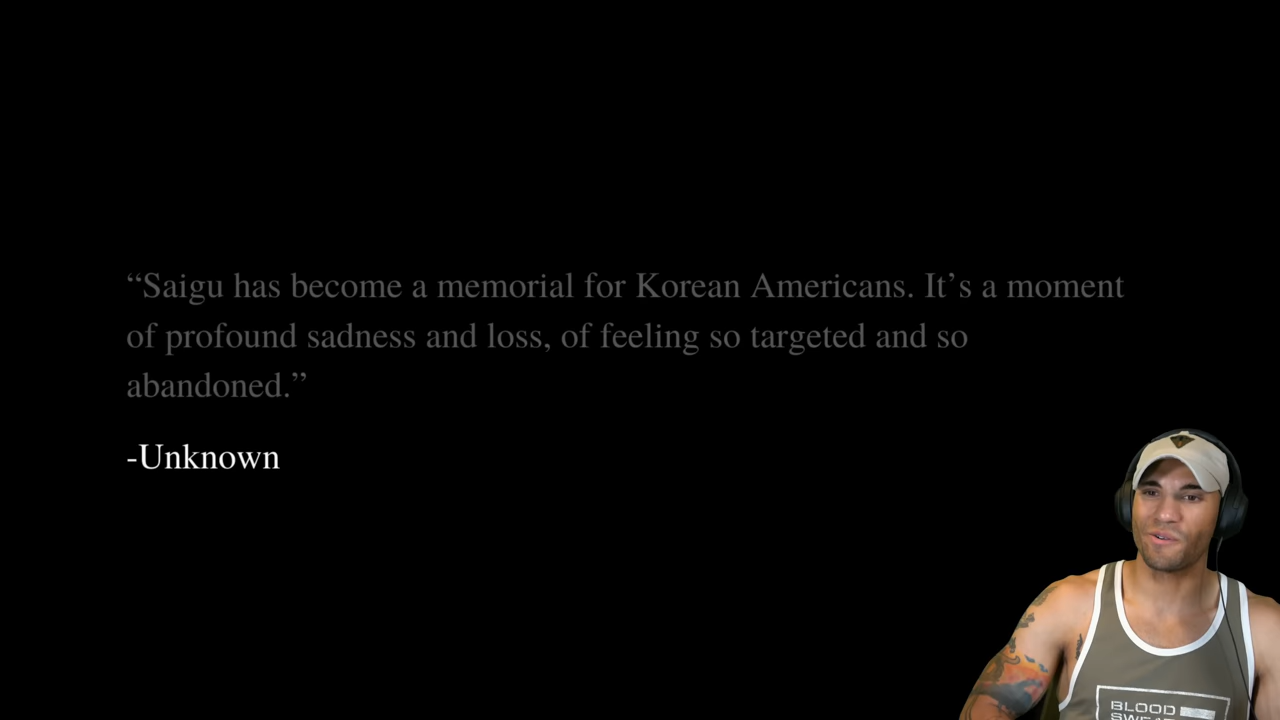 “Saigu has become a memorial for Korean Americans. It’s a moment
of profound sadness and loss, of feeling so targeted and so
abandoned.”
-Unknown
BLOOD
SWEAT